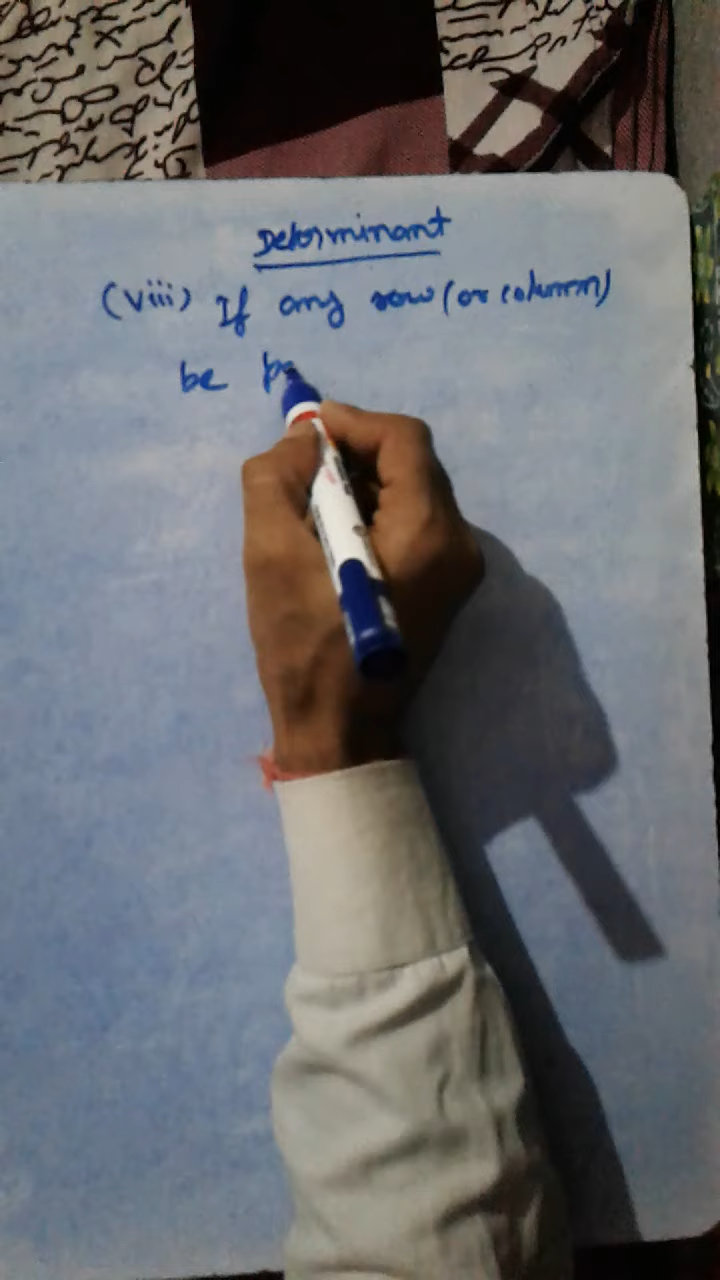 Determinant
(viii) If any row (or column)
be